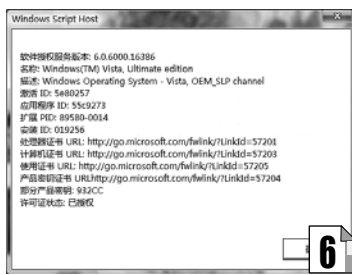 Windows Script Host
软件授权服务版本: 6.0.6000.16386
名称: Windows(TM) Vista, Ultimate edition
描述: Windows Operating System - Vista, OEM_SLP channel
激活 ID: 5e80257
应用程序 ID: 55c9273
扩展 PID: 89580-0014
安装 ID: 019256
处理器证书 URL: http://go.microsoft.com/fwlink/?LinkId=57201
计算机证书 URL: http://go.microsoft.com/fwlink/?LinkId=57203
使用证书 URL: http://go.microsoft.com/fwlink/?LinkId=57205
产品密钥证书 URLhttp://go.microsoft.com/fwlink/?LinkId=57204
部分产品密钥: 932CC
许可证状态: 已授权
6